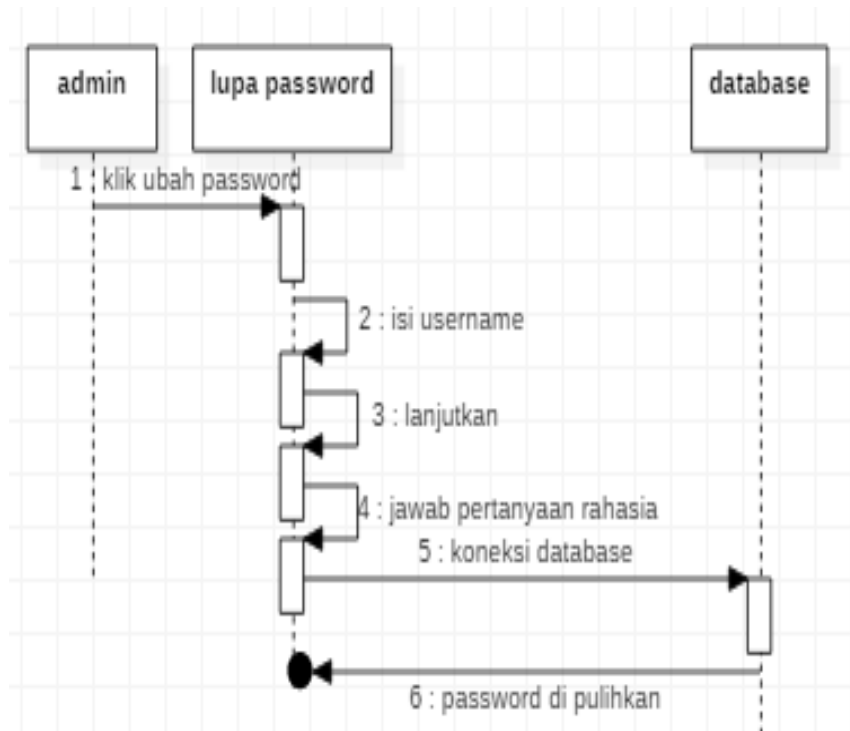 admin
lupa password
database
1 : klik ubah password
2 : isi username
3 : lanjutkan
4 : jawab pertanyaan rahasia
5 : koneksi database
6 : password di pulihkan